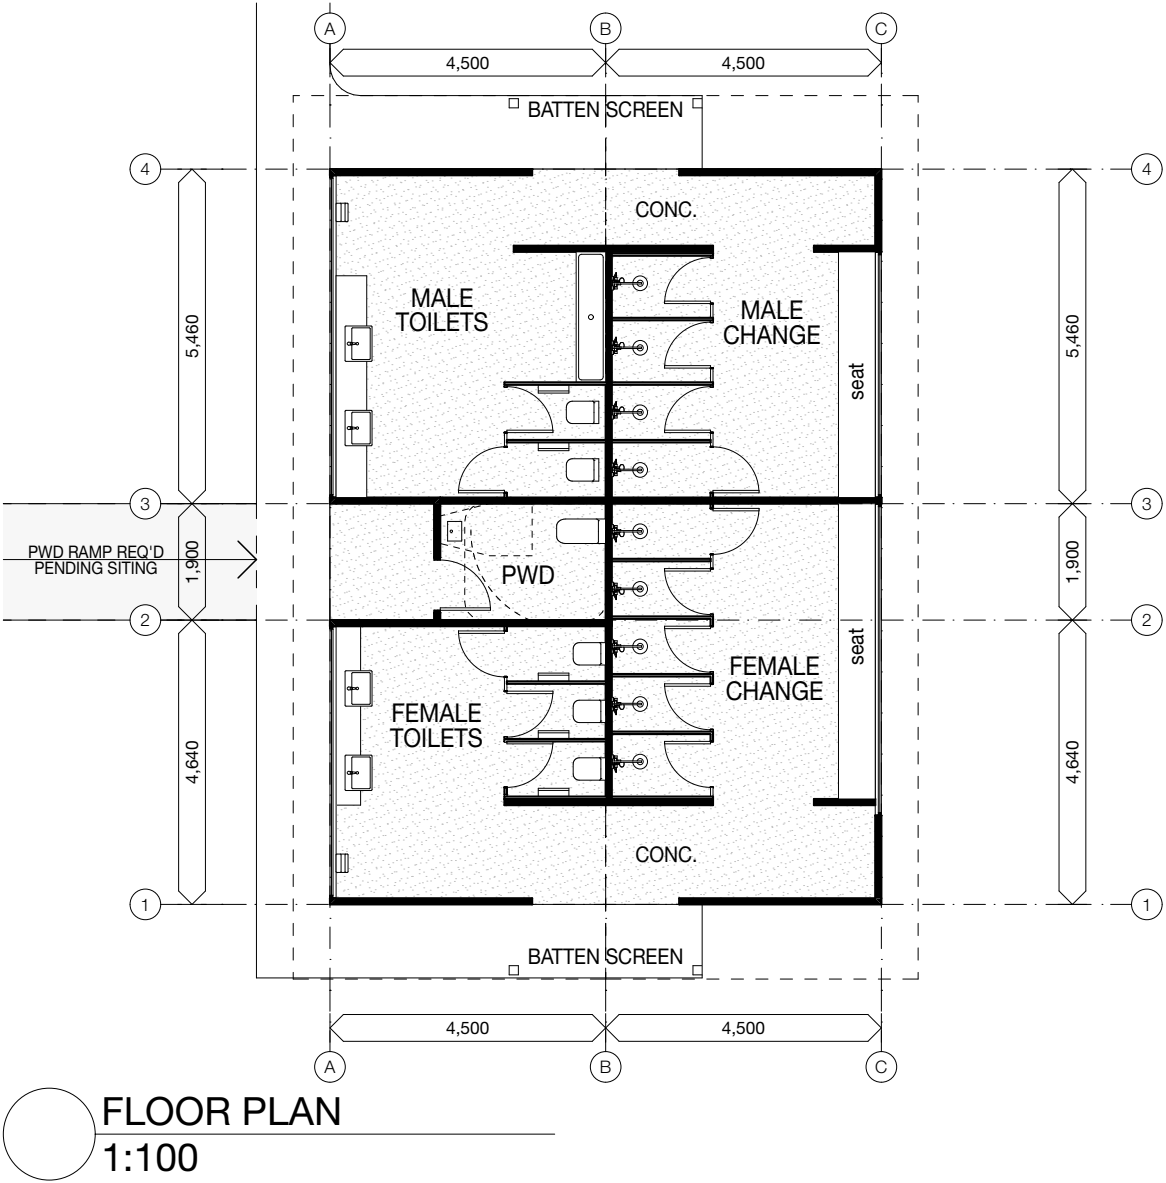 A
B
C
4,500
4,500
BATTEN SCREEN
4
4
CONC.
MALE
TOILETS
MALE
CHANGE
5,460
5,460
seat
3
3
PWD RAMP REQ'D
PENDING SITING
1,900
PWD
1,900
2
2
seat
FEMALE
CHANGE
FEMALE
TOILETS
4,640
4,640
CONC.
1
1
BATTEN SCREEN
4,500
4,500
A
B
C
FLOOR PLAN
1:100